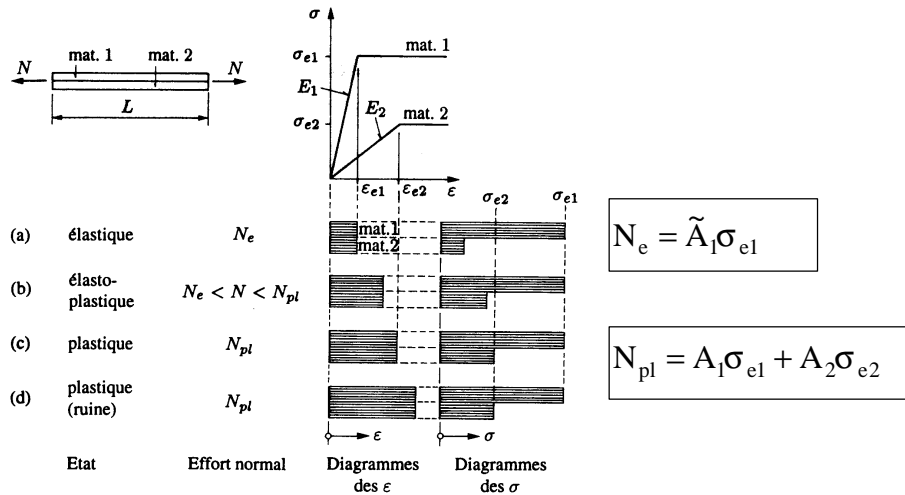 σ
mat. 1 mat. 2
σe1 mat. 1
N N
E1
L
E2
σe2 mat. 2
εe1 εe2 ε σe2 σe1
(a) élastique Ne mat.1
mat.2
Ñe = Ã1σe1
(b) élasto-
plastique Ne < N < Npl
(c) plastique Npl
Npl = A1σe1 + A2σe2
(d) plastique
(ruine) Npl
ε σ
Etat Effort normal Diagrammes Diagrammes
des ε des σ